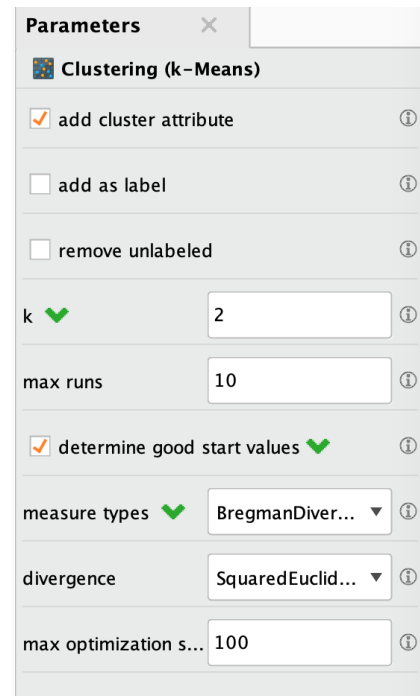 Parameters
Clustering (k-Means)
add cluster attribute
add as label
remove unlabeled
k 2
max runs 10
determine good start values
measure types BregmanDiver...
divergence SquaredEuclid...
max optimization s... 100